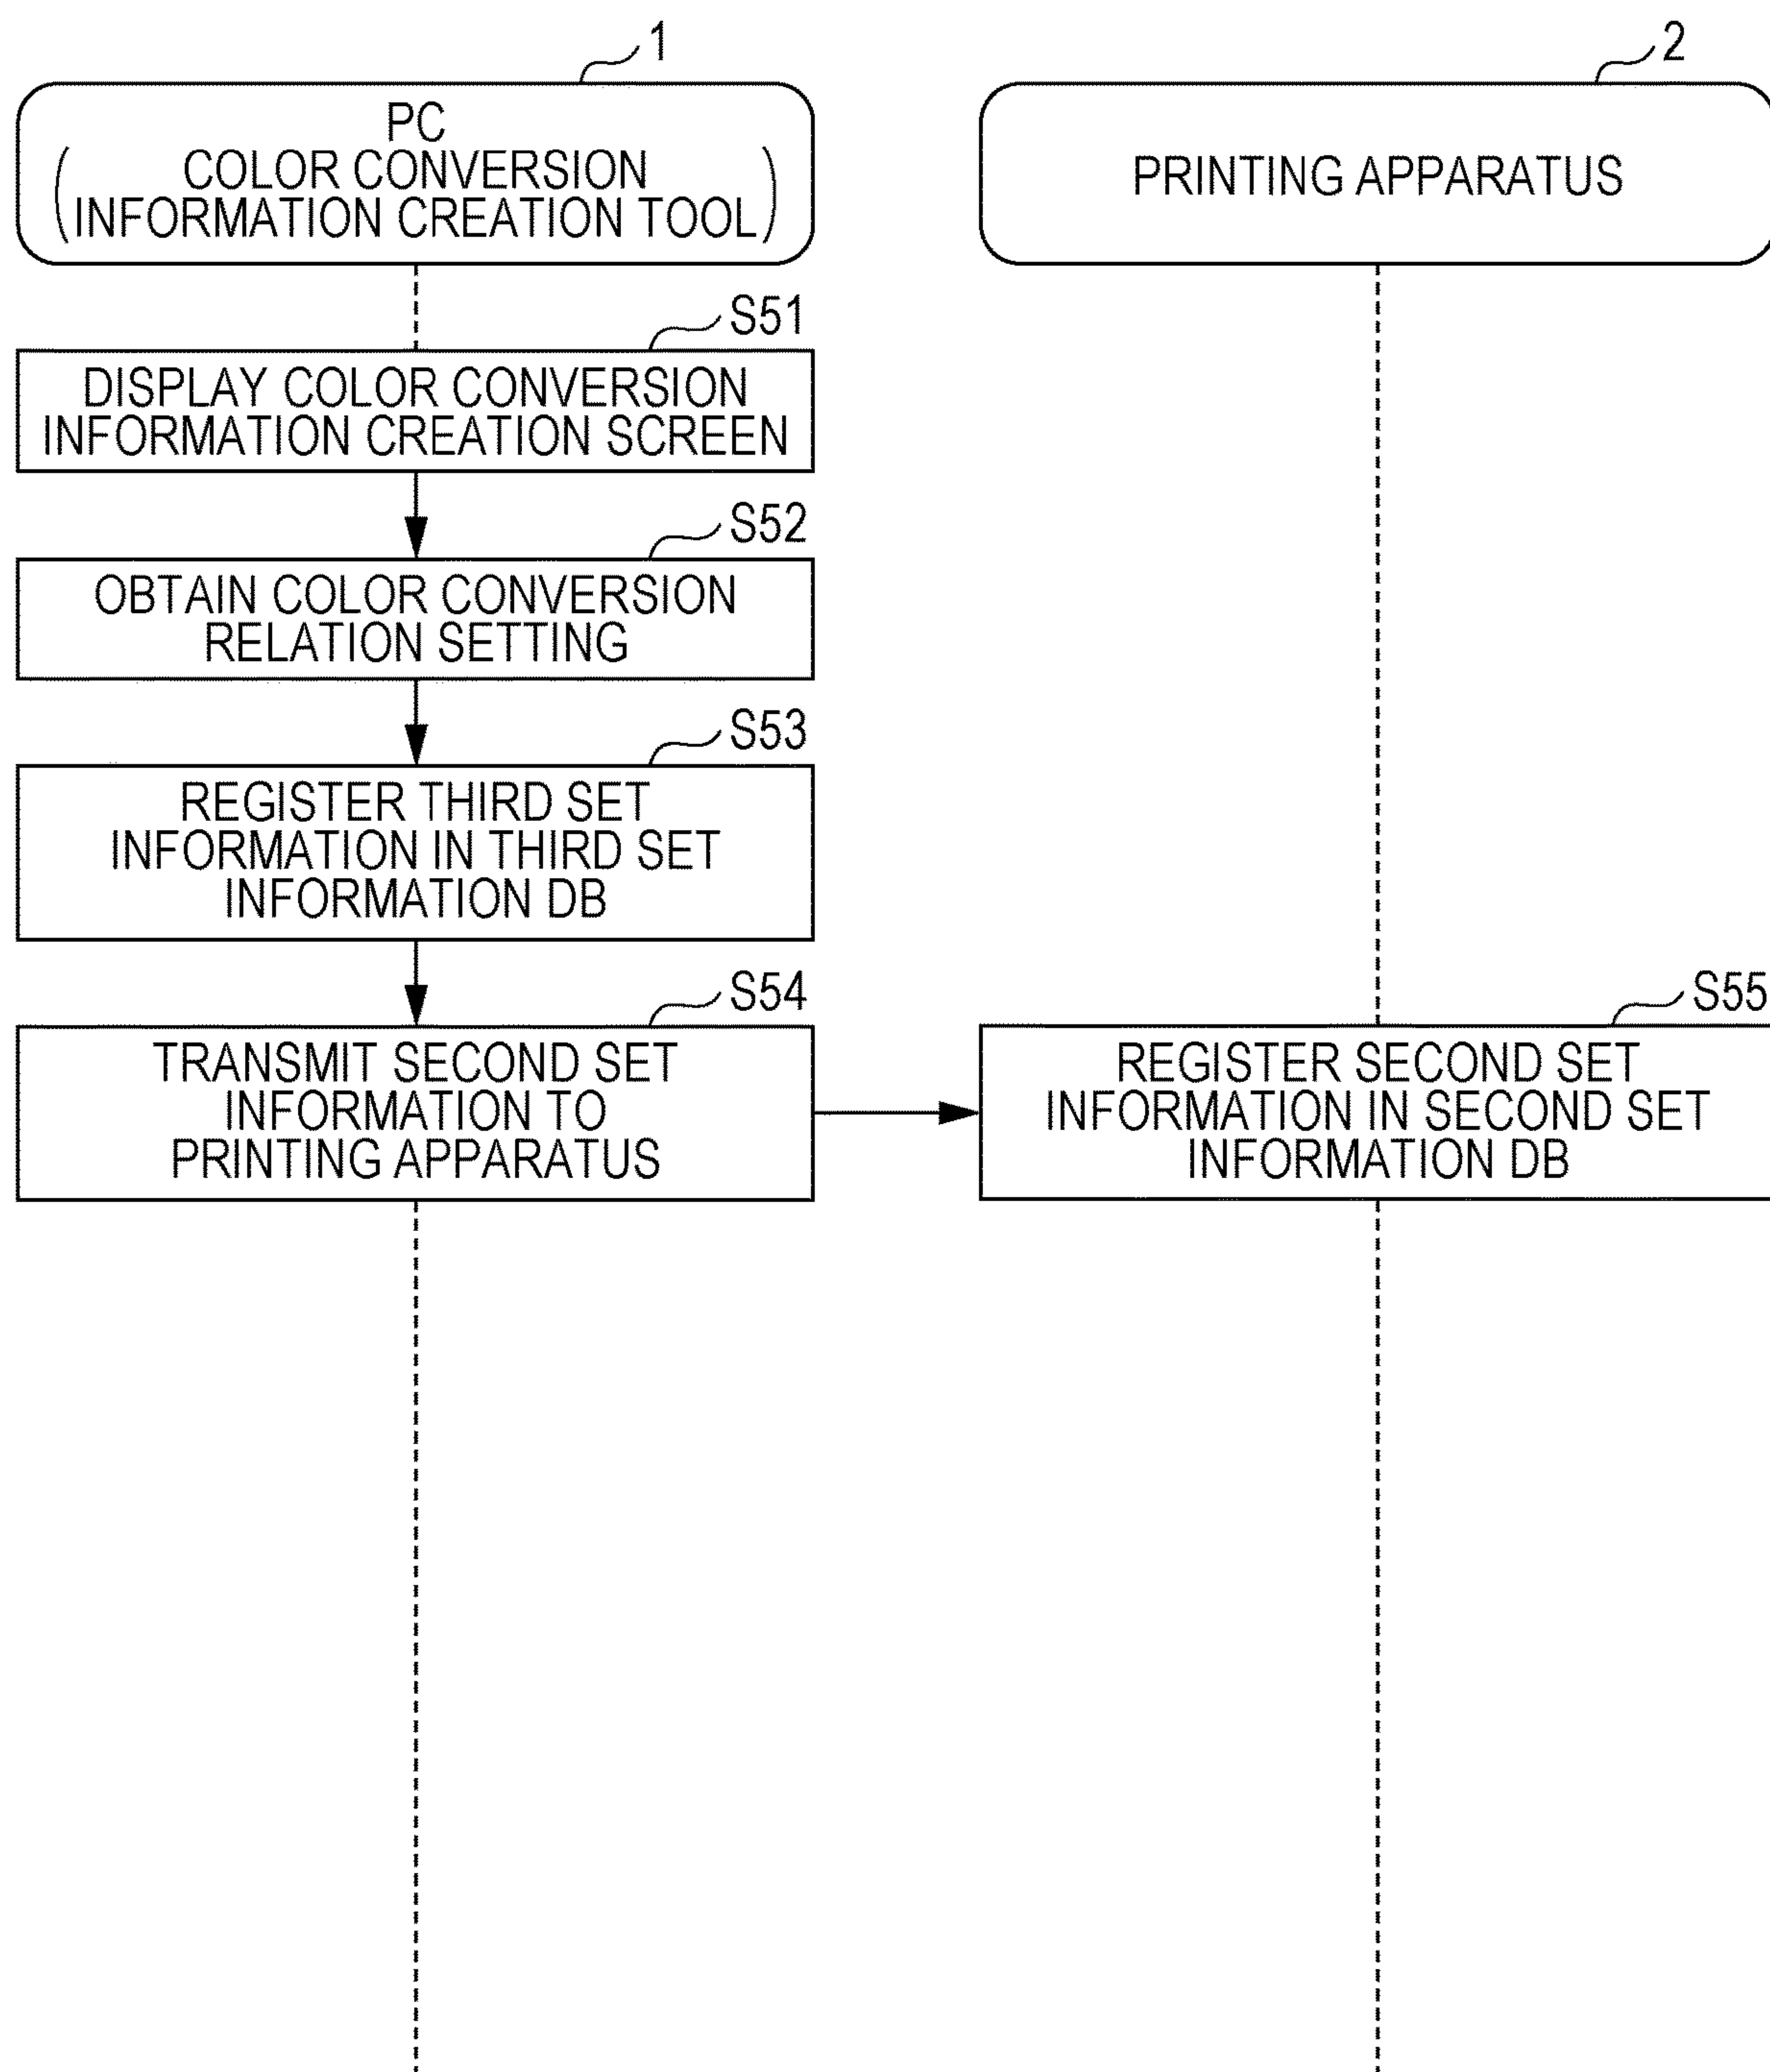 1
PC
COLOR CONVERSION
INFORMATION CREATION TOOL
2
PRINTING APPARATUS
S51
DISPLAY COLOR CONVERSION
INFORMATION CREATION SCREEN
S52
OBTAIN COLOR CONVERSION
RELATION SETTING
S53
REGISTER THIRD SET
INFORMATION IN THIRD SET
INFORMATION DB
S54
TRANSMIT SECOND SET
INFORMATION TO
PRINTING APPARATUS
S55
REGISTER SECOND SET
INFORMATION IN SECOND SET
INFORMATION DB